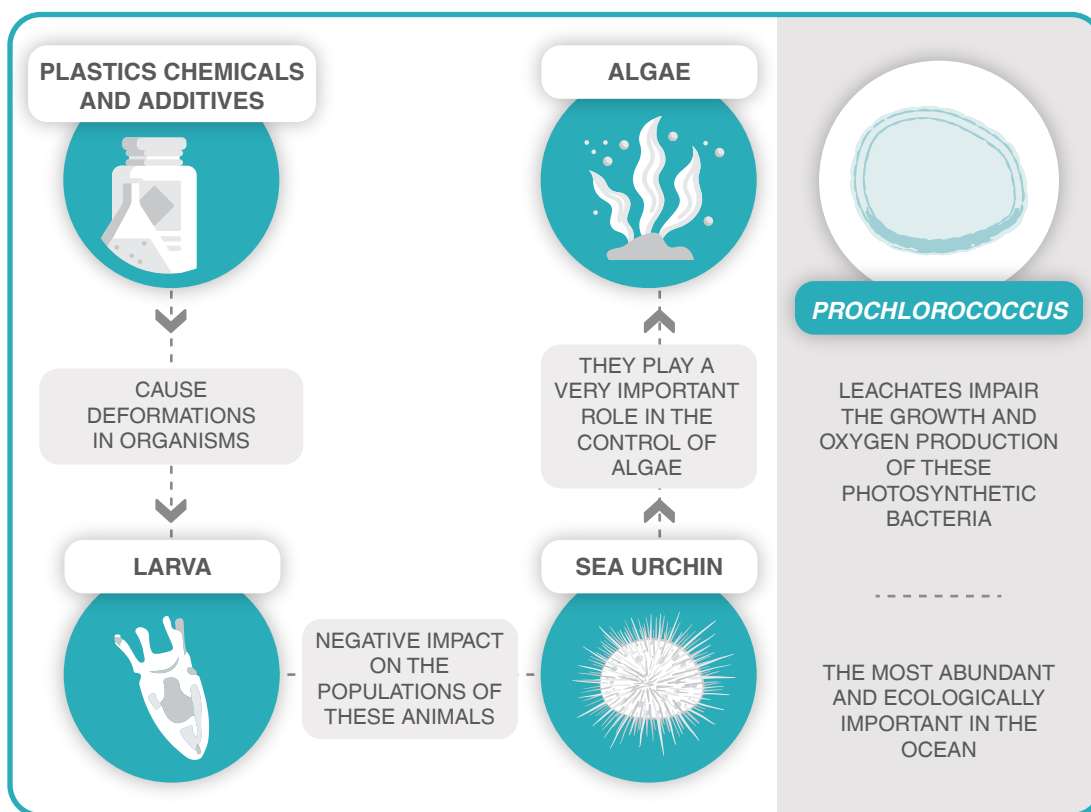 PLASTICS CHEMICALS
AND ADDITIVES
CAUSE
DEFORMATIONS
IN ORGANISMS
LARVA
NEGATIVE IMPACT
ON THE
POPULATIONS OF
THESE ANIMALS
SEA URCHIN
THEY PLAY A
VERY IMPORTANT
ROLE IN THE
CONTROL OF
ALGAE
ALGAE
PROCHLOROCOCCUS
LEACHATES IMPAIR
THE GROWTH AND
OXYGEN PRODUCTION
OF THESE
PHOTOSYNTHETIC
BACTERIA
THE MOST ABUNDANT
AND ECOLOGICALLY
IMPORTANT IN THE
OCEAN